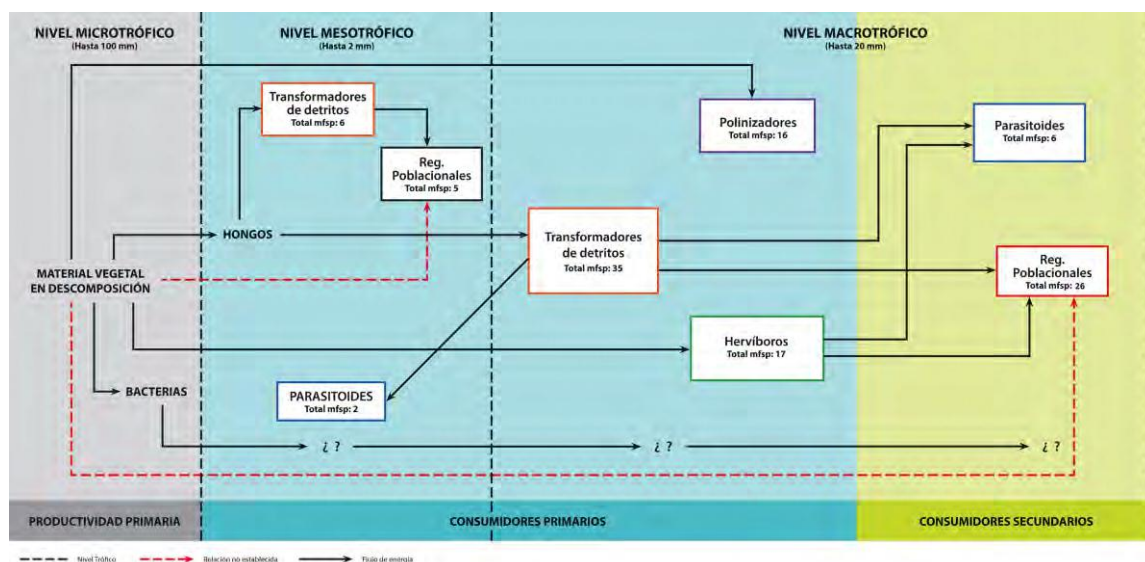 NIVEL MICROTRÓFICO
(Hasta 100 mm)
NIVEL MESOTRÓFICO
(Hasta 2 mm)
NIVEL MACROTRÓFICO
(Hasta 20 mm)
Transformadores
de detritos
Total mfsp: 6
Polinizadores
Total mfsp: 16
Parasitoides
Total mfsp: 6
Reg.
Poblacionales
Total mfsp: 5
HONGOS
Transformadores
de detritos
Total mfsp: 35
MATERIAL VEGETAL
EN DESCOMPOSICIÓN
Reg.
Poblacionales
Total mfsp: 26
Hervíboros
Total mfsp: 17
BACTERIAS
PARASITOIDES
Total mfsp: 2
¿ ?
¿ ?
¿ ?
PRODUCTIVIDAD PRIMARIA
CONSUMIDORES PRIMARIOS
CONSUMIDORES SECUNDARIOS
Nivel Trófico
Relación no establecida
Flujo de energía